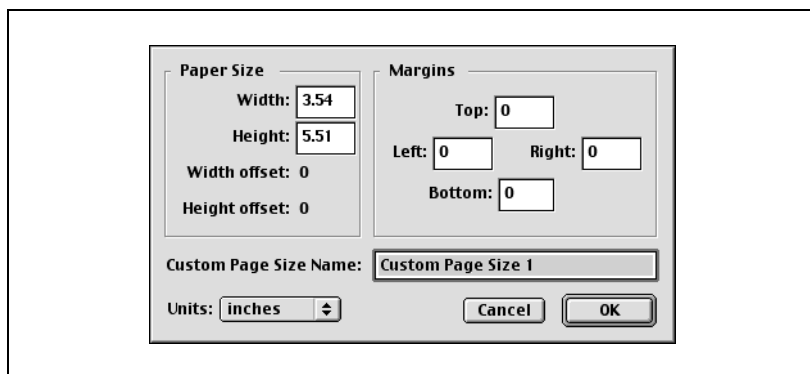 Paper Size
Width: 3.54
Height: 5.51
Width offset: 0
Height offset: 0
Margins
Top: 0
Left: 0 Right: 0
Bottom: 0
Custom Page Size Name: Custom Page Size 1
Units: inches Cancel OK